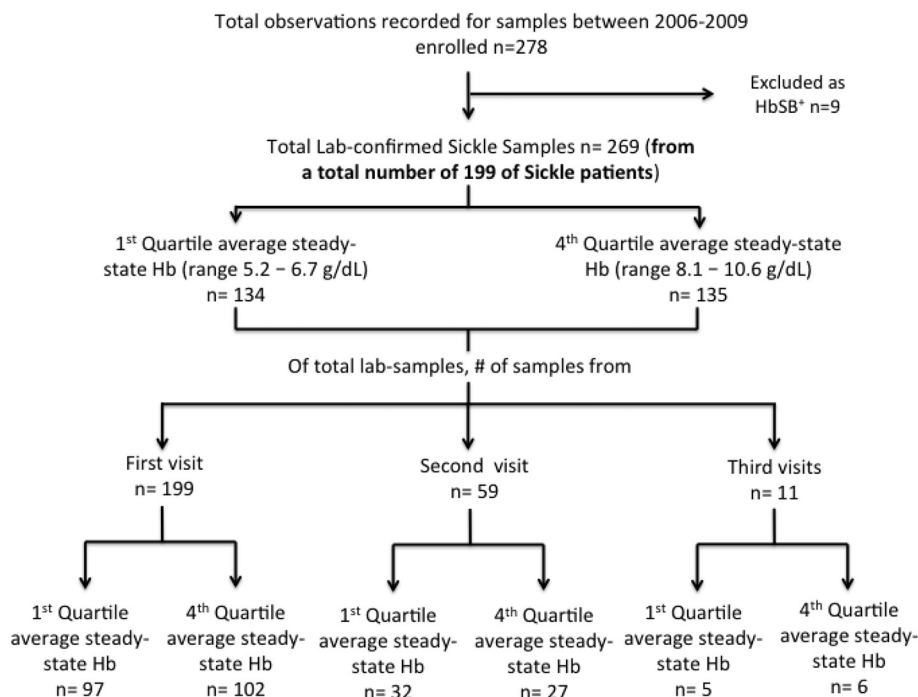 Total observations recorded for samples between 2006-2009
enrolled n=278
Excluded as
HbSB⁺ n=9
Total Lab-confirmed Sickle Samples n= 269 (from
a total number of 199 of Sickle patients)
1st Quartile average steady-
state Hb (range 5.2 – 6.7 g/dL)
n= 134
4th Quartile average steady-state
Hb (range 8.1 – 10.6 g/dL)
n= 135
Of total lab-samples, # of samples from
First visit
n= 199
Second visit
n= 59
Third visits
n= 11
1st Quartile
average steady-
state Hb
n= 97
4th Quartile
average steady-
state Hb
n= 102
1st Quartile
average steady-
state Hb
n= 32
4th Quartile
average steady-
state Hb
n= 27
1st Quartile
average steady-
state Hb
n= 5
4th Quartile
average steady-
state Hb
n= 6